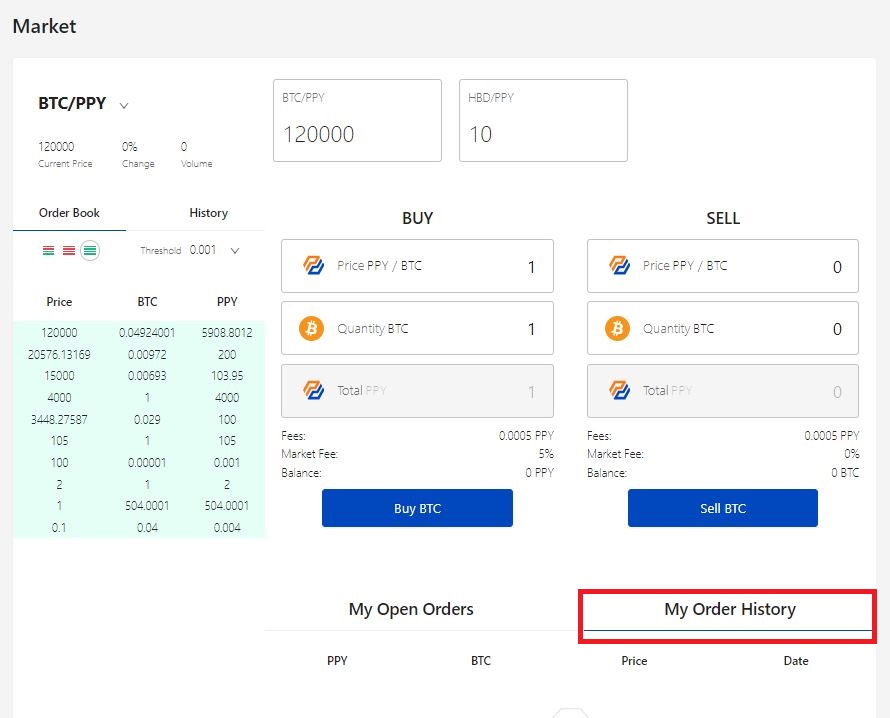 Market
BTC/PPY
120000 0% 0
Current Price Change Volume
BTC/PPY
120000
HBD/PPY
10
Order Book History
Threshold 0.001
Price BTC PPY
120000 0.04924001 5908.8012
20576.13169 0.00972 200
15000 0.00693 103.95
4000 1 4000
3448.27587 0.029 100
105 1 105
100 0.00001 0.001
2 1 2
1 504.0001 504.0001
0.1 0.04 0.004
BUY
Price PPY / BTC 1
Quantity BTC 1
Total PPY 1
Fees: 0.0005 PPY
Market Fee: 5%
Balance: 0 PPY
Buy BTC
SELL
Price PPY / BTC 0
Quantity BTC 0
Total PPY 0
Fees: 0.0005 PPY
Market Fee: 0%
Balance: 0 BTC
Sell BTC
My Open Orders My Order History
PPY BTC Price Date